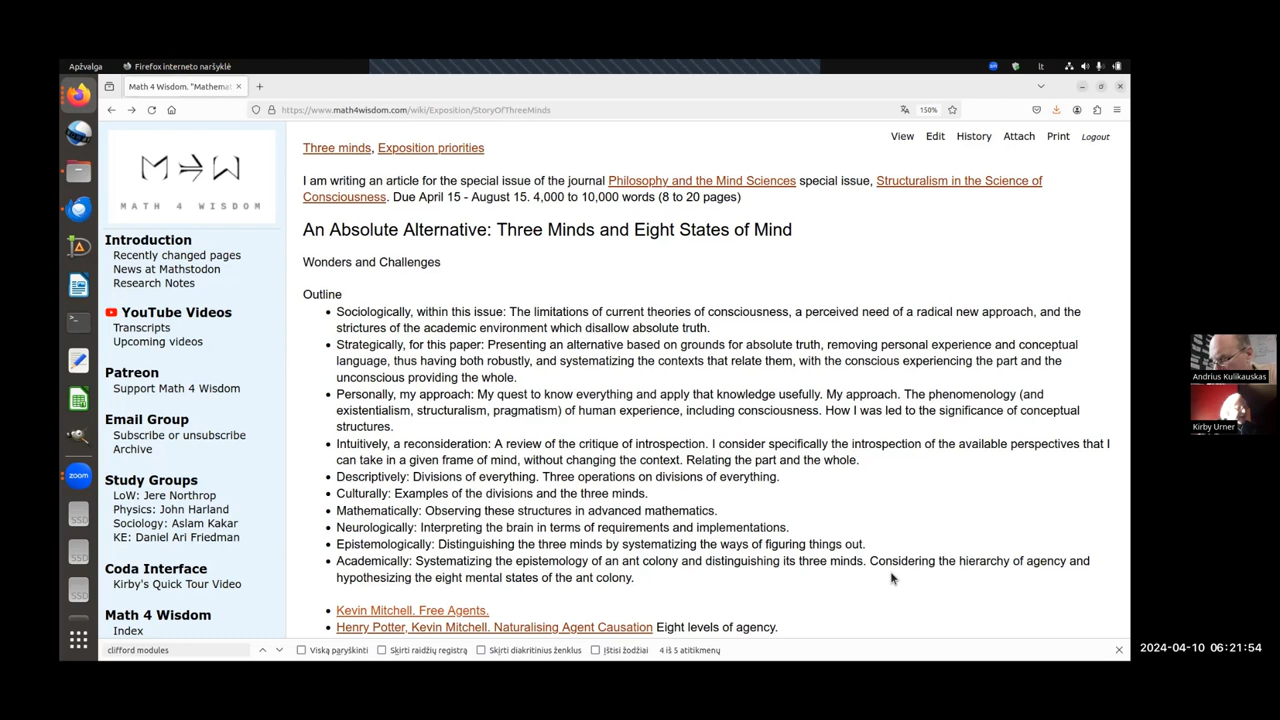 Apžvalga
Firefox interneto naršyklė
lt
Math 4 Wisdom. "Mathemat
https://www.math4wisdom.com/wiki/Exposition/StoryOfThreeMinds
150%
MATH 4 WISDOM
View Edit History Attach Print Logout
Three minds, Exposition priorities
I am writing an article for the special issue of the journal Philosophy and the Mind Sciences special issue, Structuralism in the Science of
Consciousness. Due April 15 - August 15. 4,000 to 10,000 words (8 to 20 pages)
An Absolute Alternative: Three Minds and Eight States of Mind
Wonders and Challenges
Outline
Sociologically, within this issue: The limitations of current theories of consciousness, a perceived need of a radical new approach, and the
strictures of the academic environment which disallow absolute truth.
Strategically, for this paper: Presenting an alternative based on grounds for absolute truth, removing personal experience and conceptual
language, thus having both robustly, and systematizing the contexts that relate them, with the conscious experiencing the part and the
unconscious providing the whole.
Personally, my approach: My quest to know everything and apply that knowledge usefully. My approach. The phenomenology (and
existentialism, structuralism, pragmatism) of human experience, including consciousness. How I was led to the significance of conceptual
structures.
Intuitively, a reconsideration: A review of the critique of introspection. I consider specifically the introspection of the available perspectives that I
can take in a given frame of mind, without changing the context. Relating the part and the whole.
Descriptively: Divisions of everything. Three operations on divisions of everything.
Culturally: Examples of the divisions and the three minds.
Mathematically: Observing these structures in advanced mathematics.
Neurologically: Interpreting the brain in terms of requirements and implementations.
Epistemologically: Distinguishing the three minds by systematizing the ways of figuring things out.
Academically: Systematizing the epistemology of an ant colony and distinguishing its three minds. Considering the hierarchy of agency and
hypothesizing the eight mental states of the ant colony.
Kevin Mitchell. Free Agents.
Henry Potter, Kevin Mitchell. Naturalising Agent Causation Eight levels of agency.
Introduction
Recently changed pages
News at Mathstodon
Research Notes
YouTube Videos
Transcripts
Upcoming videos
Patreon
Support Math 4 Wisdom
Email Group
Subscribe or unsubscribe
Archive
Study Groups
LoW: Jere Northrop
Physics: John Harland
Sociology: Aslam Kakar
KE: Daniel Ari Friedman
Coda Interface
Kirby's Quick Tour Video
Math 4 Wisdom
Index
clifford modules
Viską paryškinti
Skirti raidžių registrą
Skirti diakritinius ženklus
Ištisi žodžiai
4 iš 5 atitikmenų
zoom
SSD
SSD
SSD
Andrius Kulikauskas
Kirby Urner
2024-04-10 06:21:54